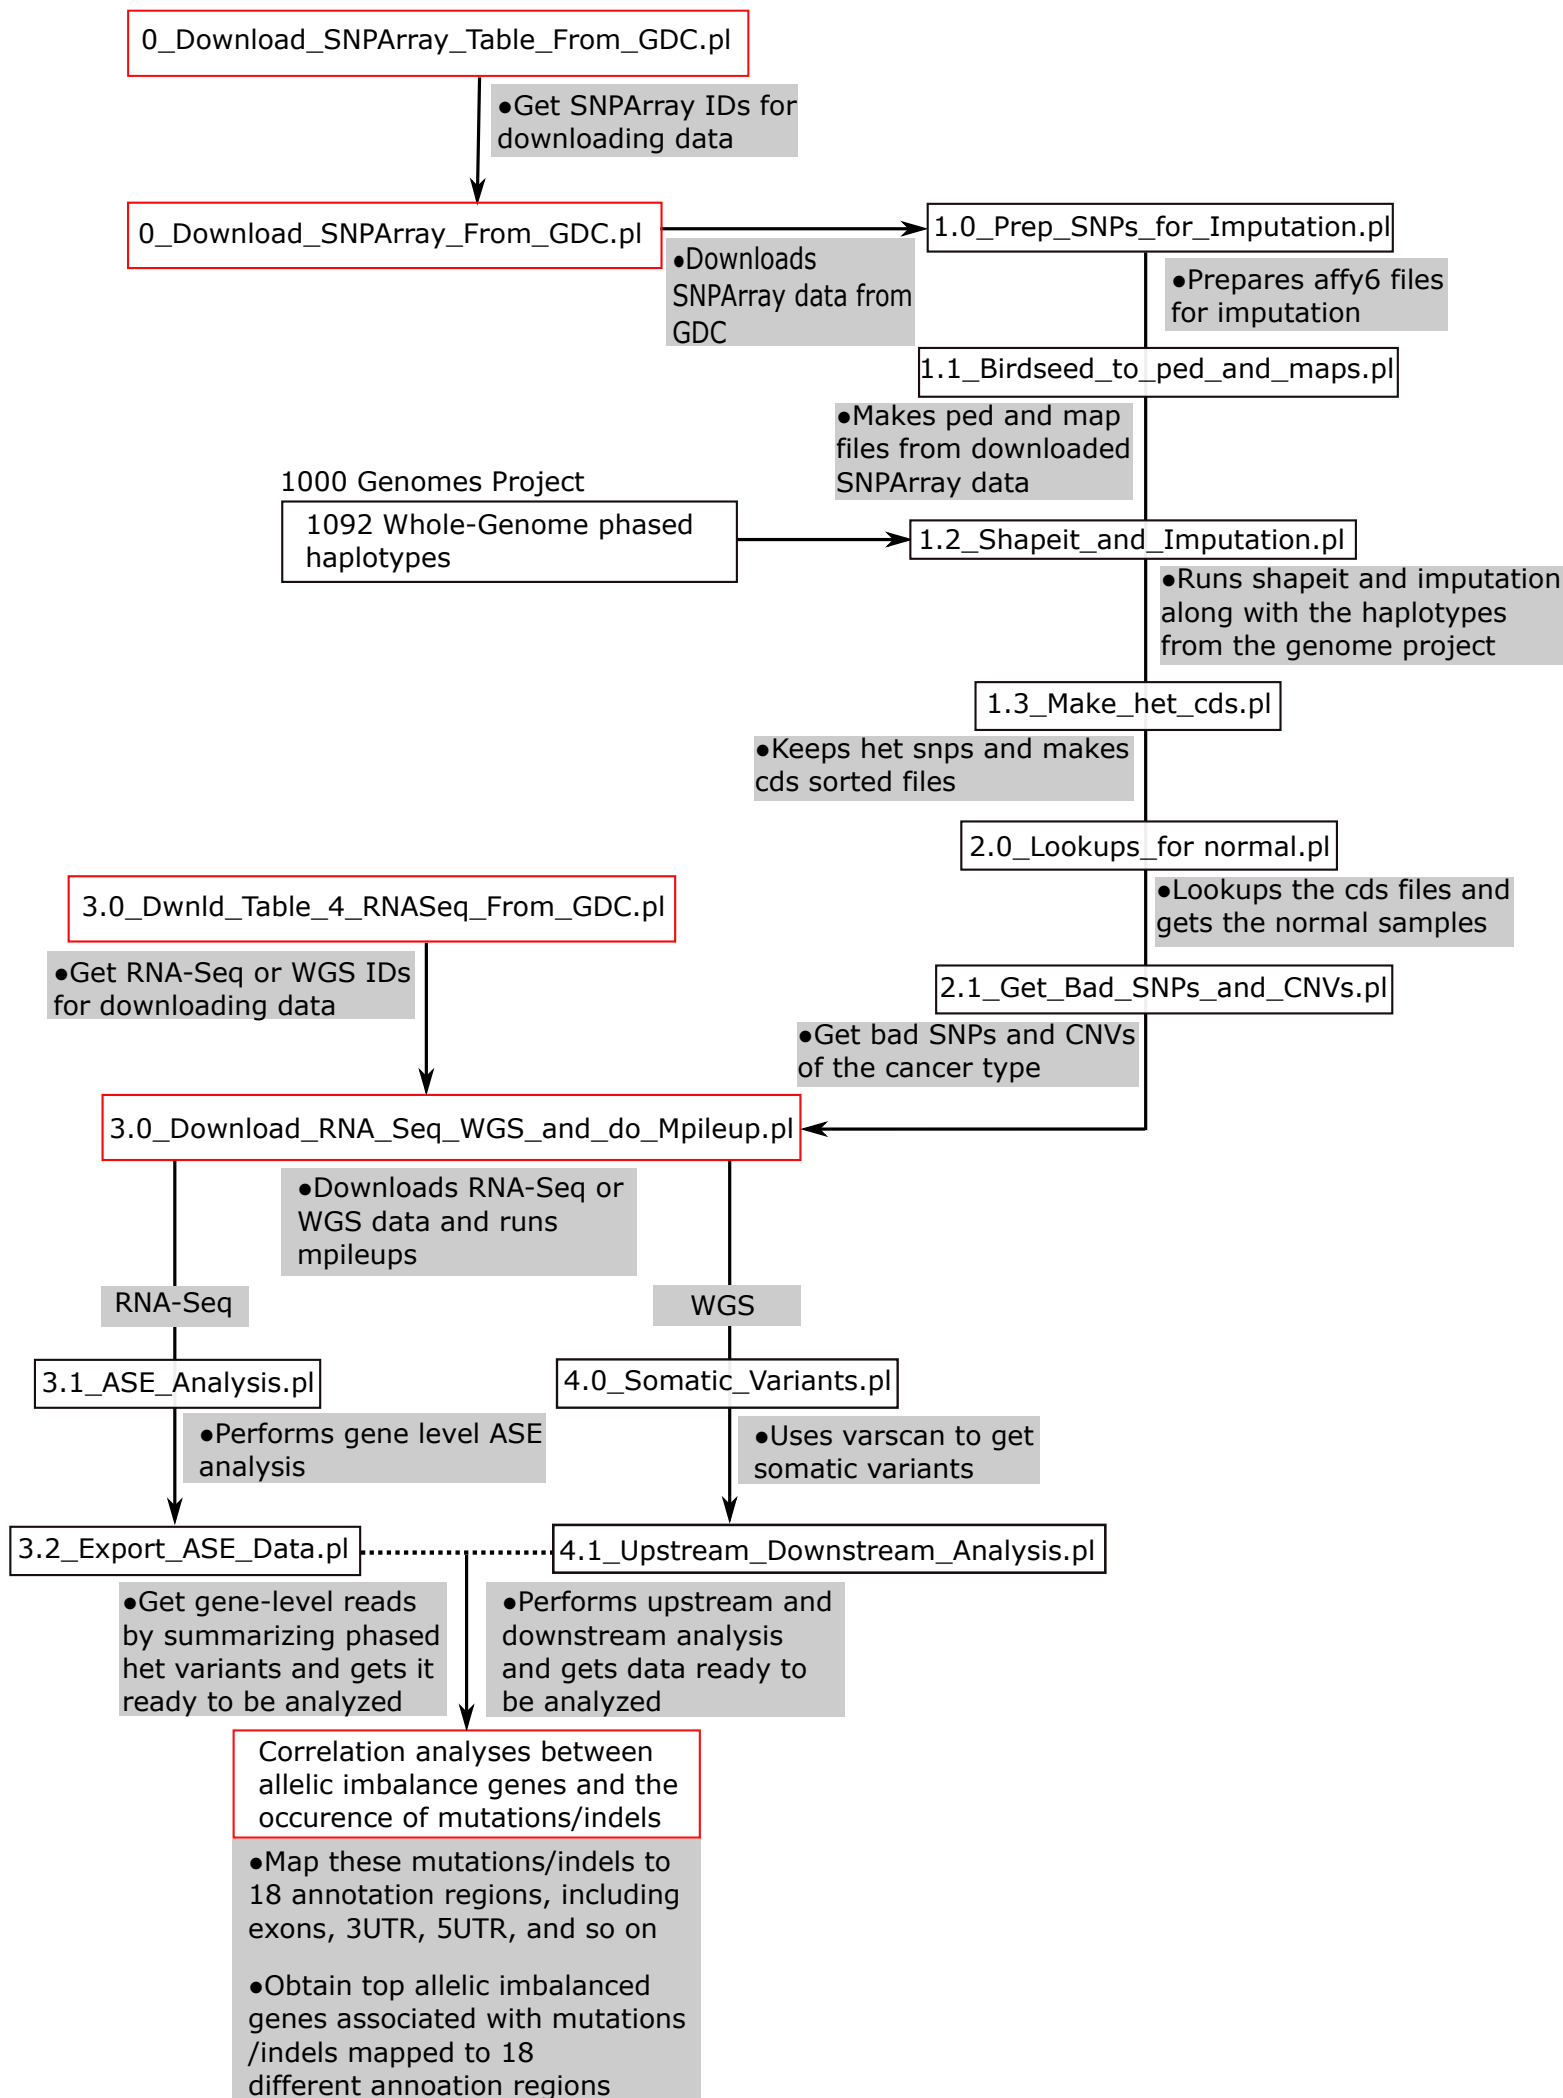 0_Download_SNPArray_Table_From_GDC.pl
●Get SNPArray IDs for
downloading data
0_Download_SNPArray_From_GDC.pl
●Downloads
SNPArray data from
GDC
1.0_Prep_SNPs_for_Imputation.pl
●Prepares affy6 files
for imputation
1.1_Birdseed_to_ped_and_maps.pl
●Makes ped and map
files from downloaded
SNPArray data
1000 Genomes Project
1092 Whole-Genome phased
haplotypes
1.2_Shapeit_and_Imputation.pl
●Runs shapeit and imputation
along with the haplotypes
from the genome project
1.3_Make_het_cds.pl
●Keeps het snps and makes
cds sorted files
2.0_Lookups_for normal.pl
●Lookups the cds files and
gets the normal samples
2.1_Get_Bad_SNPs_and_CNVs.pl
●Get bad SNPs and CNVs
of the cancer type
3.0_Dwnld_Table_4_RNASeq_From_GDC.pl
●Get RNA-Seq or WGS IDs
for downloading data
3.0_Download_RNA_Seq_WGS_and_do_Mpileup.pl
●Downloads RNA-Seq or
WGS data and runs
mpileups
RNA-Seq
WGS
3.1_ASE_Analysis.pl
●Performs gene level ASE
analysis
4.0_Somatic_Variants.pl
●Uses varscan to get
somatic variants
3.2_Export_ASE_Data.pl
●Get gene-level reads
by summarizing phased
het variants and gets it
ready to be analyzed
4.1_Upstream_Downstream_Analysis.pl
●Performs upstream and
downstream analysis
and gets data ready to
be analyzed
Correlation analyses between
allelic imbalance genes and the
occurence of mutations/indels
●Map these mutations/indels to
18 annotation regions, including
exons, 3UTR, 5UTR, and so on
●Obtain top allelic imbalanced
genes associated with mutations
/indels mapped to 18
different annoation regions